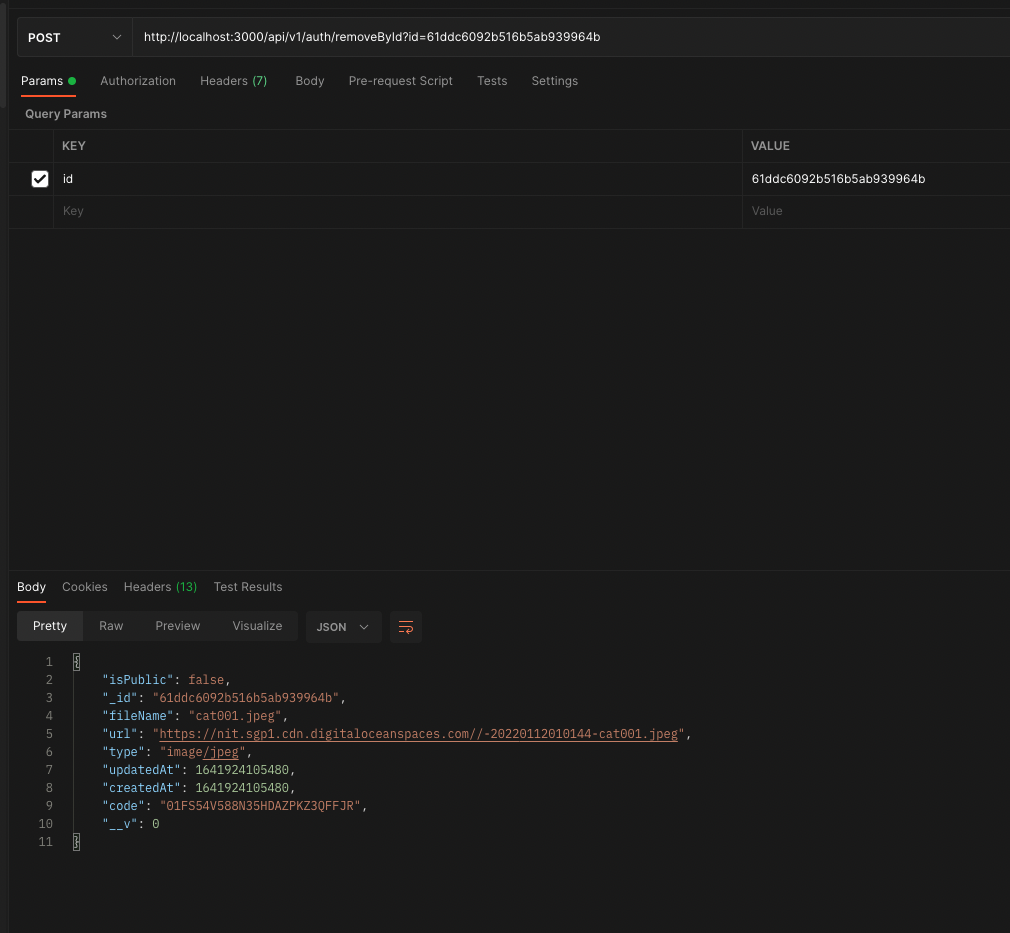 POST http://localhost:3000/api/v1/auth/removeById?id=61ddc6092b516b5ab939964b
Params Authorization Headers (7) Body Pre-request Script Tests Settings
Query Params
KEY VALUE
id 61ddc6092b516b5ab939964b
Key Value
Body Cookies Headers (13) Test Results
Pretty Raw Preview Visualize JSON
1 {
2 "isPublic": false,
3 "_id": "61ddc6092b516b5ab939964b",
4 "fileName": "cat001.jpeg",
5 "url": "https://nit.sgp1.cdn.digitaloceanspaces.com//-20220112010144-cat001.jpeg",
6 "type": "image/jpeg",
7 "updatedAt": 1641924105480,
8 "createdAt": 1641924105480,
9 "code": "01FS54V588N35HDAZPKZ3QFFJR",
10 "__v": 0
11 }